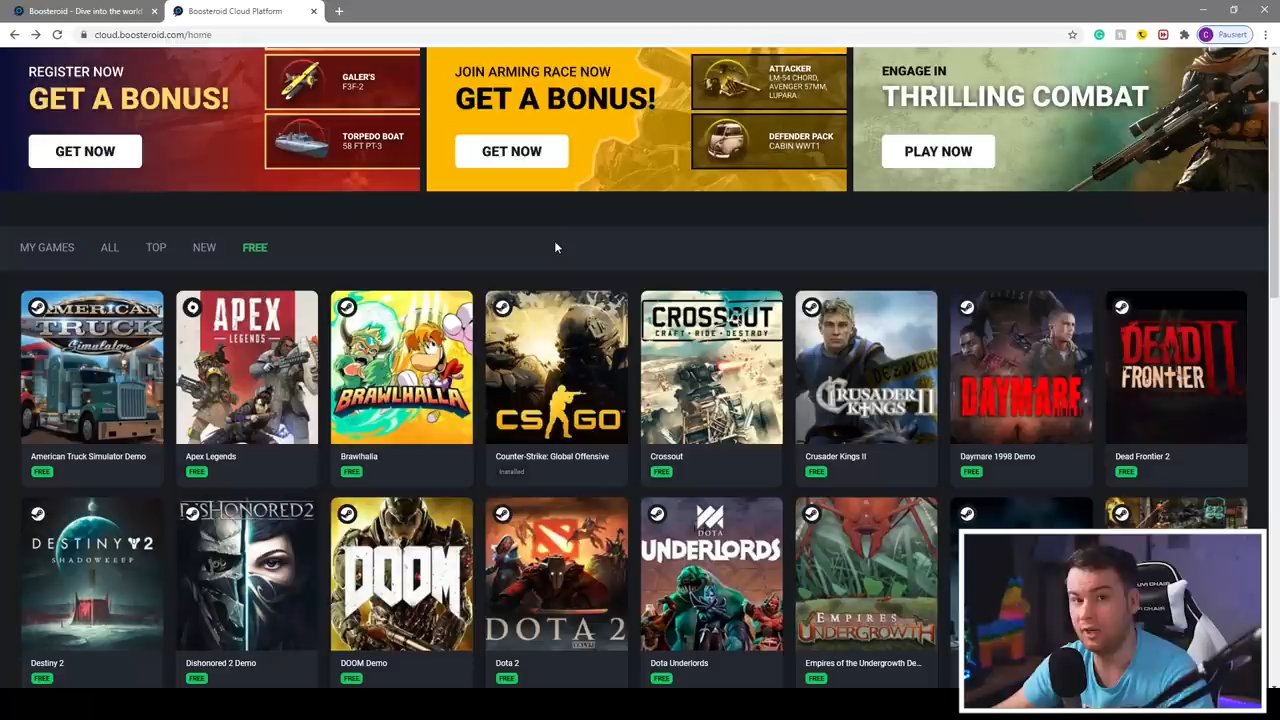 Boosteroid - Dive into the world
Boosteroid Cloud Platform
cloud.boosteroid.com/home
C
Pausiert
REGISTER NOW
GET A BONUS!
GET NOW
GALER'S
F3F-2
TORPEDO BOAT
58 FT PT-3
JOIN ARMING RACE NOW
GET A BONUS!
GET NOW
ATTACKER
LM-54 CHORD,
AVENGER 57MM,
LUPARA
DEFENDER PACK
CABIN WWT1
ENGAGE IN
THRILLING COMBAT
PLAY NOW
MY GAMES ALL TOP NEW FREE
AMERICAN
TRUCK
Simulator
APEX
LEGENDS
BRAWLHALLA
CS GO
CROSSOUT
CRAFT · RIDE · DESTROY
CRUSADER
KINGS II
DAYMARE
DEAD II
FRONTIER
American Truck Simulator Demo
FREE
Apex Legends
FREE
Brawlhalla
FREE
Counter-Strike: Global Offensive
Installed
Crossout
FREE
Crusader Kings II
FREE
Daymare 1998 Demo
FREE
Dead Frontier 2
FREE
DESTINY 2
SHADOWKEEP
DISHONORED 2
DOOM
DOTA 2
DOTA
UNDERLORDS
EMPIRES
OF THE
UNDERGROWTH
Destiny 2
FREE
Dishonored 2 Demo
FREE
DOOM Demo
FREE
Dota 2
FREE
Dota Underlords
FREE
Empires of the Undergrowth De...
FREE